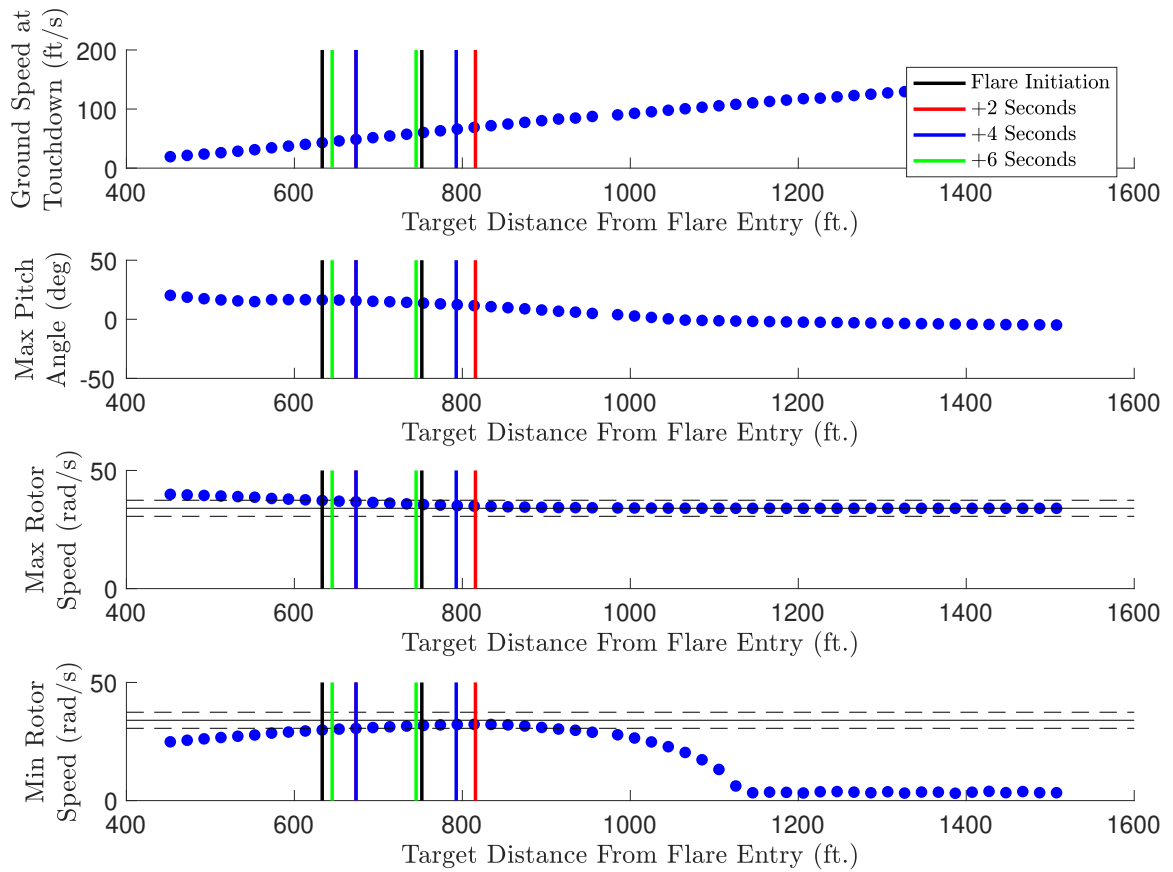 Ground Speed at
Touchdown (ft/s)
200
100
0
400 600 800 1000 1200 1400 1600
Target Distance From Flare Entry (ft.)
Flare Initiation
+2 Seconds
+4 Seconds
+6 Seconds
Max Pitch
Angle (deg)
50
0
-50
400 600 800 1000 1200 1400 1600
Target Distance From Flare Entry (ft.)
Max Rotor
Speed (rad/s)
50
0
400 600 800 1000 1200 1400 1600
Target Distance From Flare Entry (ft.)
Min Rotor
Speed (rad/s)
50
0
400 600 800 1000 1200 1400 1600
Target Distance From Flare Entry (ft.)